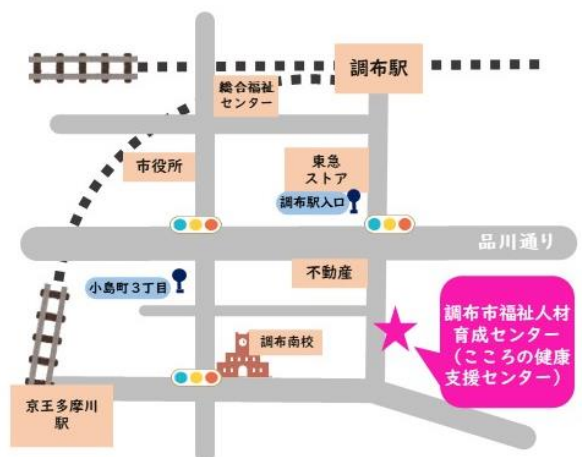 調布駅
総合福祉
センター
市役所
東急
ストア
調布駅入口
品川通り
小島町3丁目
不動産
調布南校
京王多摩川
駅
調布市福祉人材
育成センター
（こころの健康
支援センター）